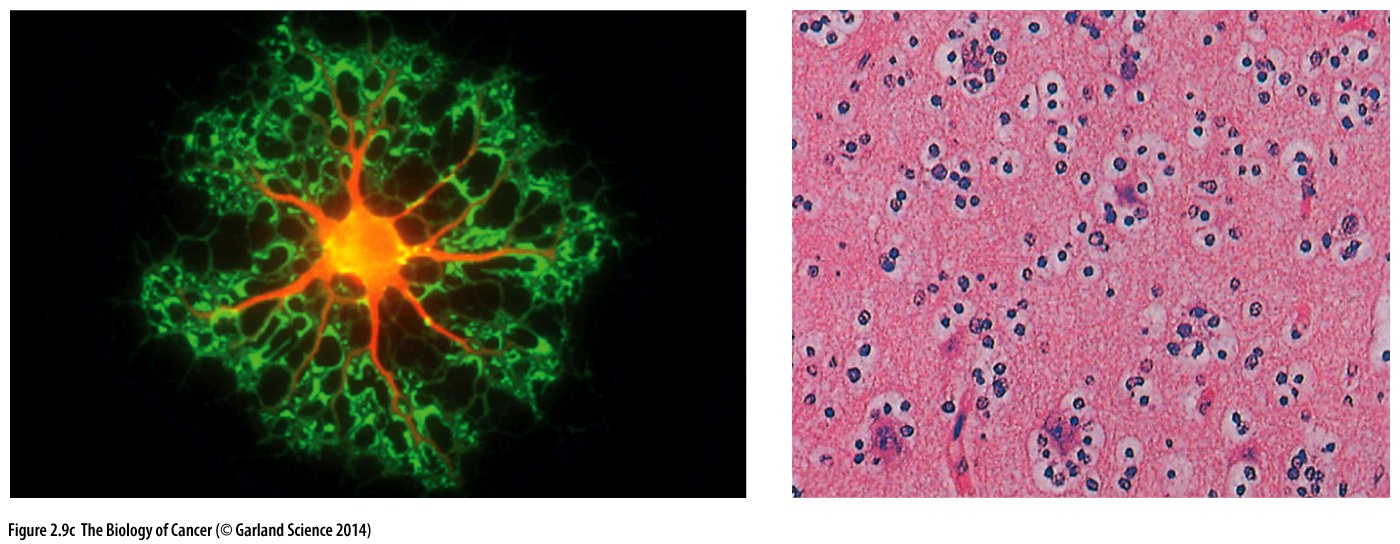 Figure 2.9c The Biology of Cancer (© Garland Science 2014)